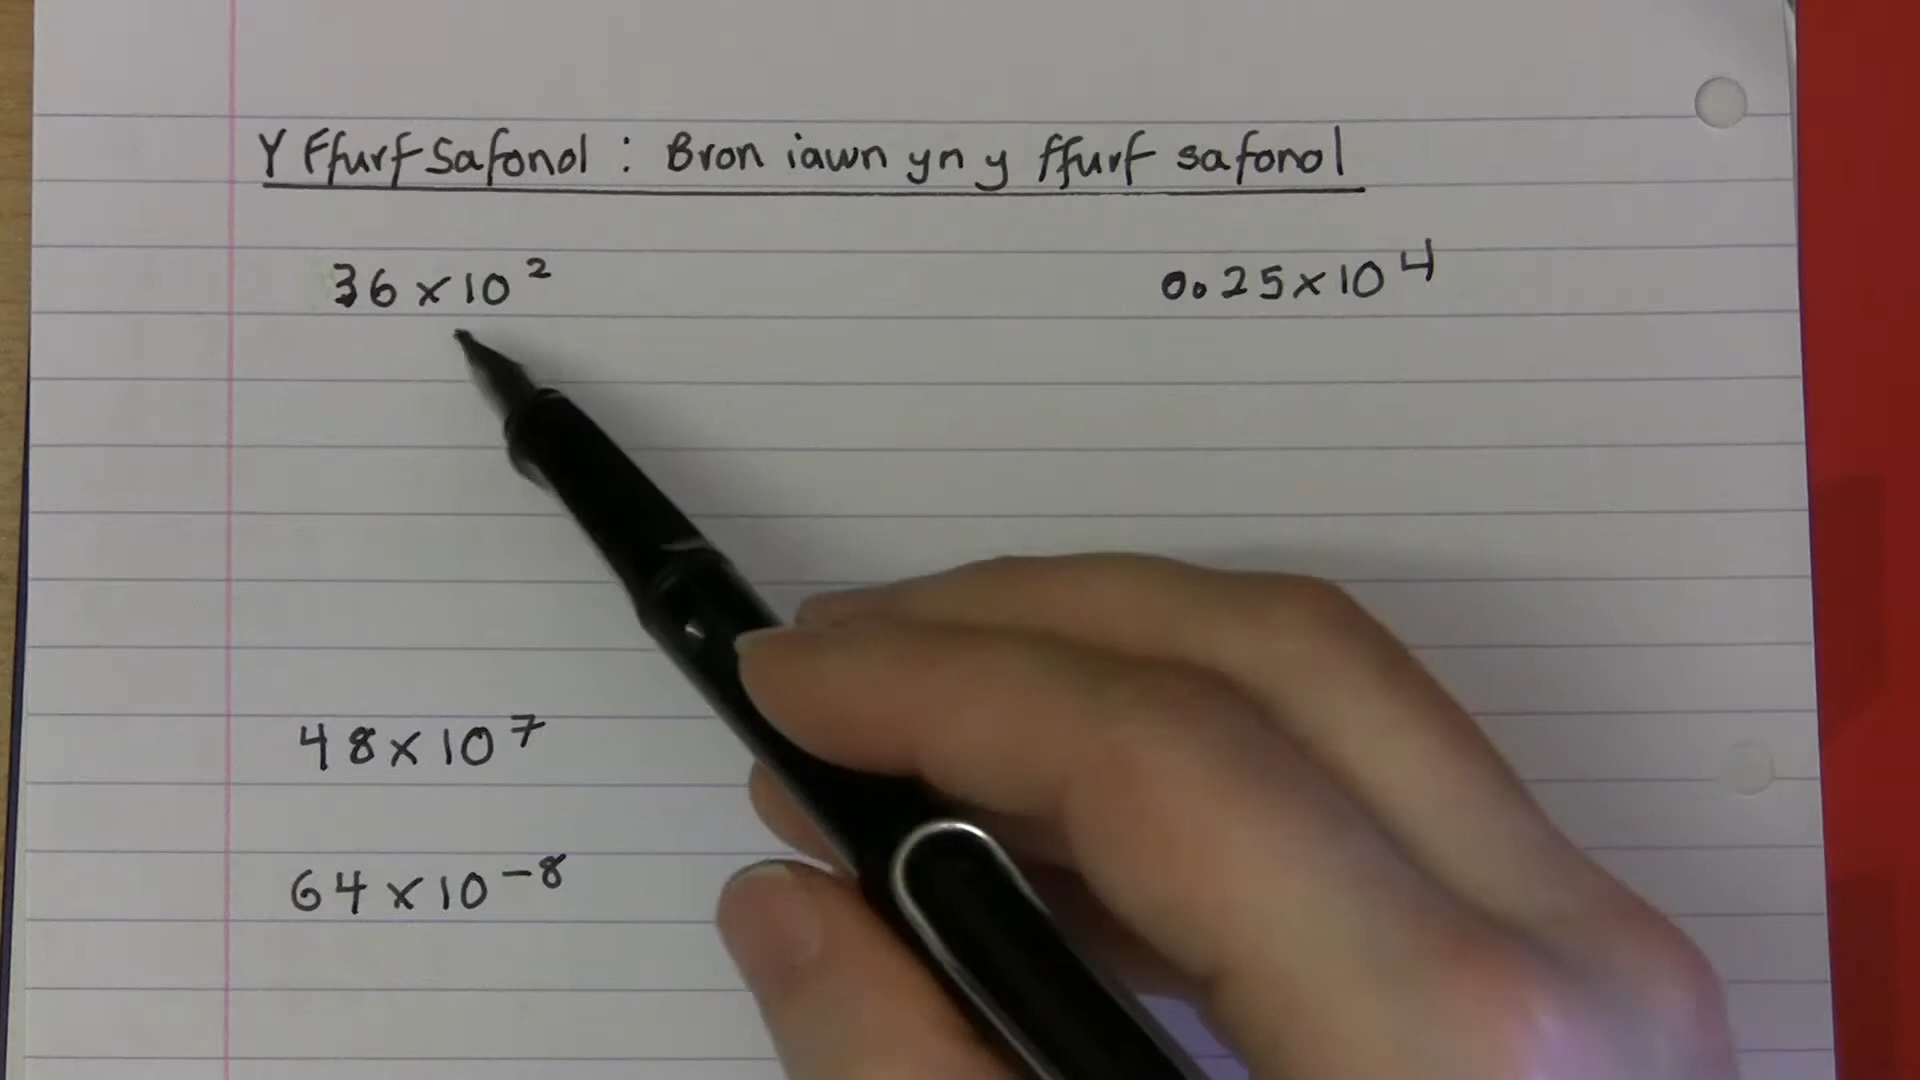 Y Ffurf Safonol : Bron iawn yn y ffurf safonol
36 × 10²
0.25 × 10⁴
48 × 10⁷
64 × 10⁻⁸